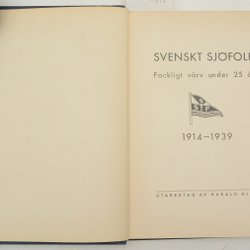 SVENSKT SJÖFOLK
Fackligt värv under 25
1914–1939
UTARBETAD AV HARALD